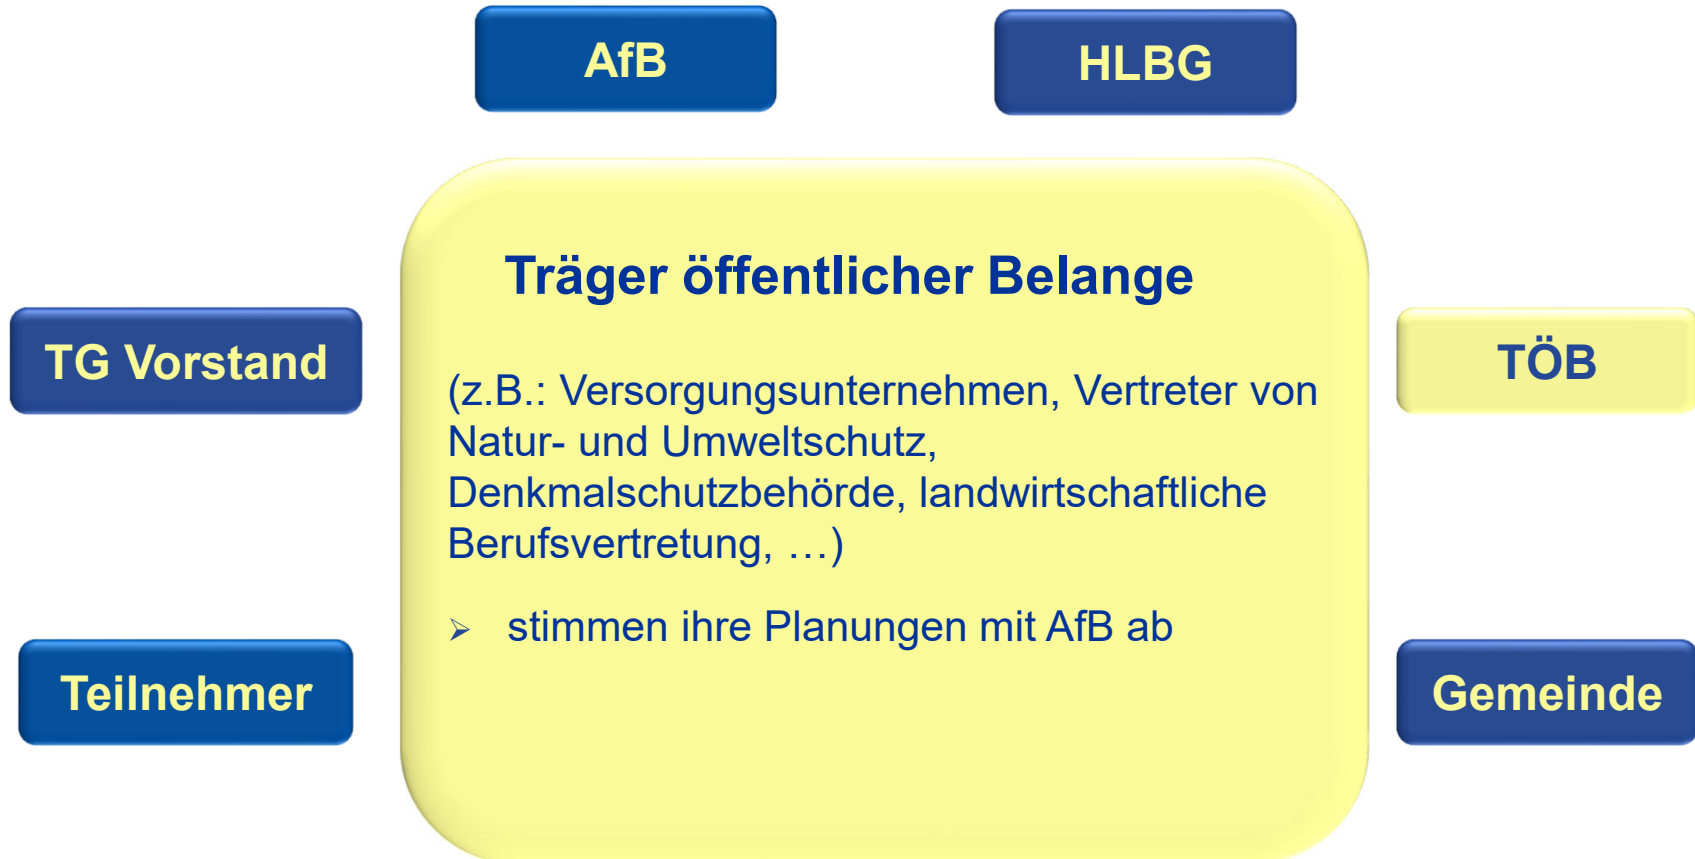 AfB
HLBG
Träger öffentlicher Belange
TG Vorstand
TÖB
(z.B.: Versorgungsunternehmen, Vertreter von
Natur- und Umweltschutz,
Denkmalschutzbehörde, landwirtschaftliche
Berufsvertretung, …)
➢ stimmen ihre Planungen mit AfB ab
Teilnehmer
Gemeinde